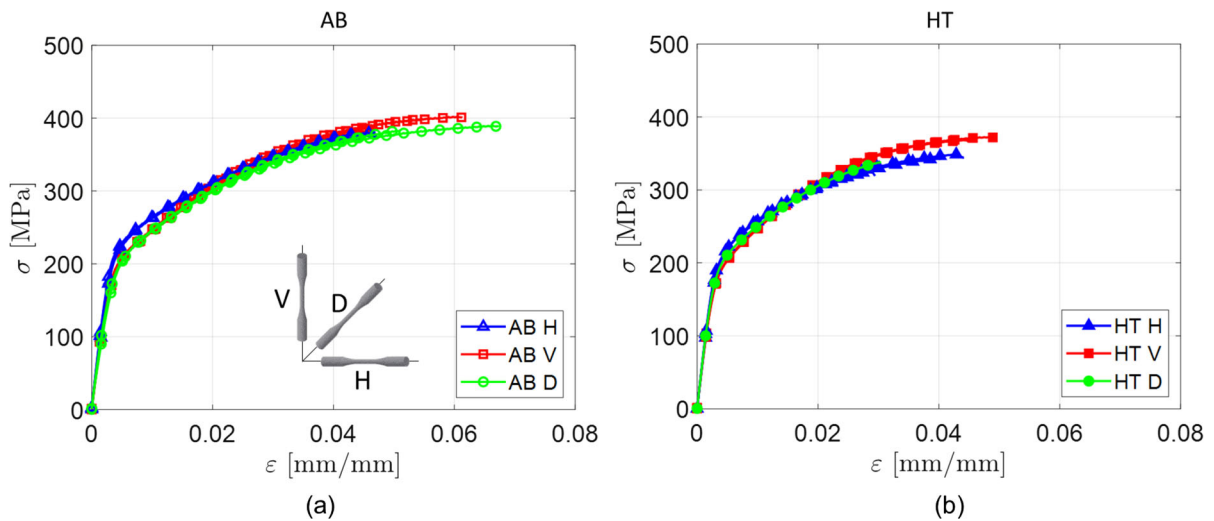 AB
500
400
300
200
100
0
σ [MPa]
0 0.02 0.04 0.06 0.08
ε [mm/mm]
V
D
H
AB H
AB V
AB D
(a)
HT
500
400
300
200
100
0
σ [MPa]
0 0.02 0.04 0.06 0.08
ε [mm/mm]
HT H
HT V
HT D
(b)